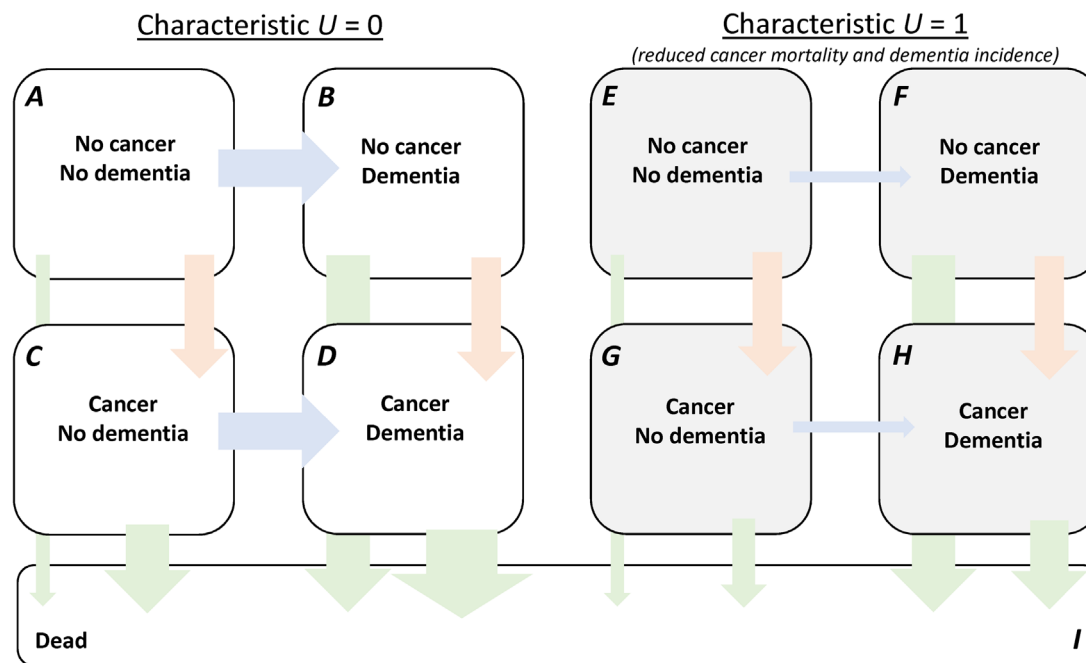 Characteristic U = 0
Characteristic U = 1
(reduced cancer mortality and dementia incidence)
A
No cancer
No dementia
B
No cancer
Dementia
E
No cancer
No dementia
F
No cancer
Dementia
C
Cancer
No dementia
D
Cancer
Dementia
G
Cancer
No dementia
H
Cancer
Dementia
Dead
I